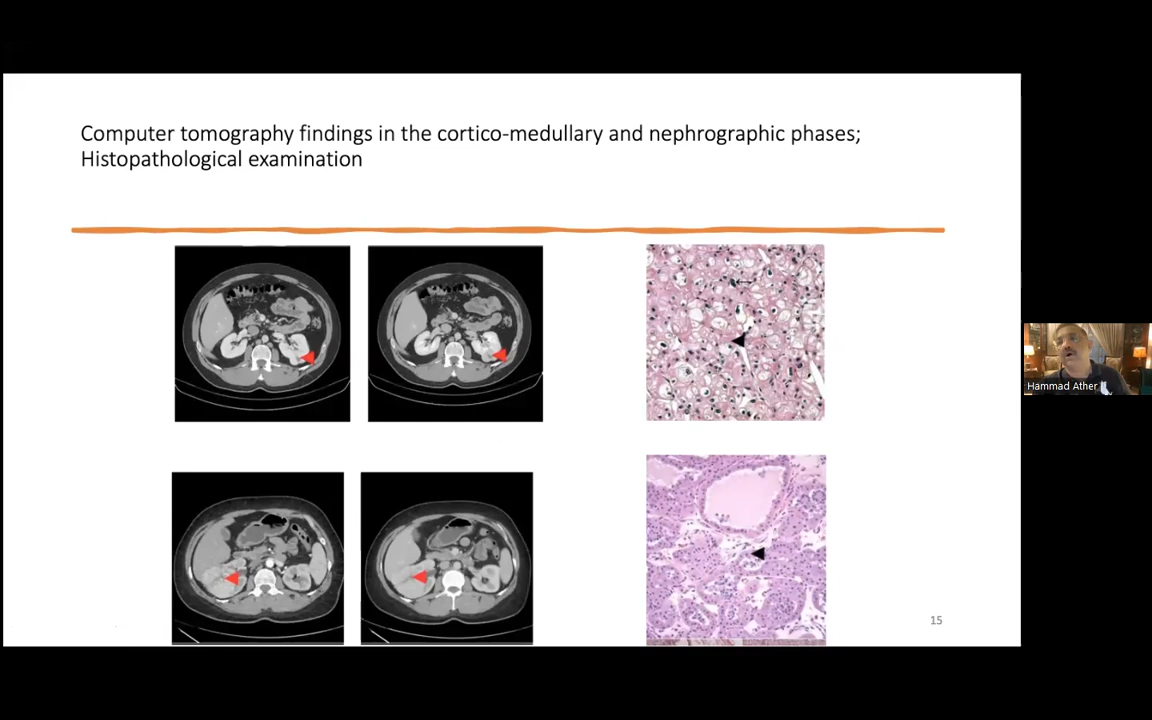 Computer tomography findings in the cortico-medullary and nephrographic phases;
Histopathological examination
Hammad Ather
15